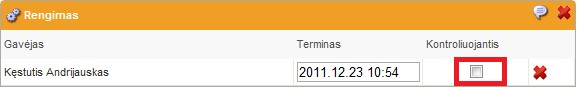 Rengimas
Gavėjas Terminas Kontroliuojantis
Kęstutis Andrijauskas 2011.12.23 10:54